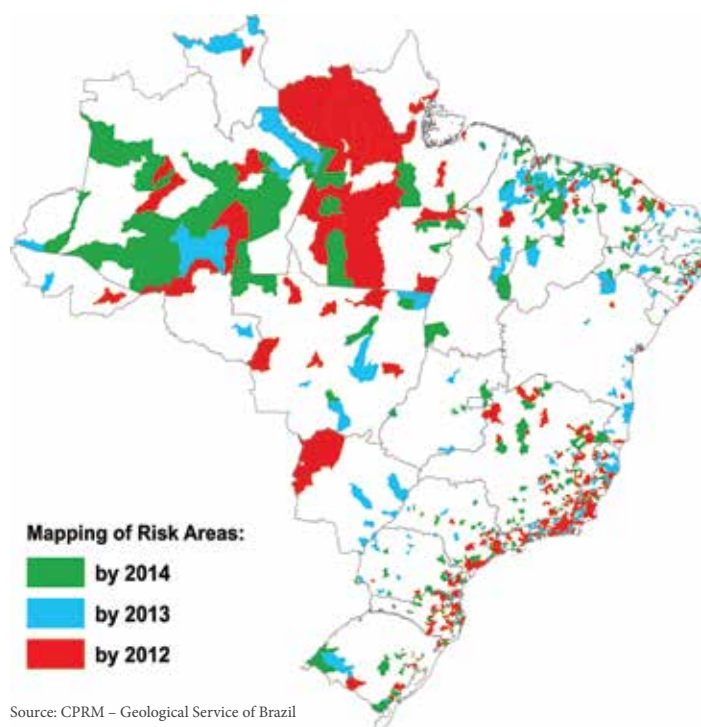 Mapping of Risk Areas:
by 2014
by 2013
by 2012
Source: CPRM – Geological Service of Brazil